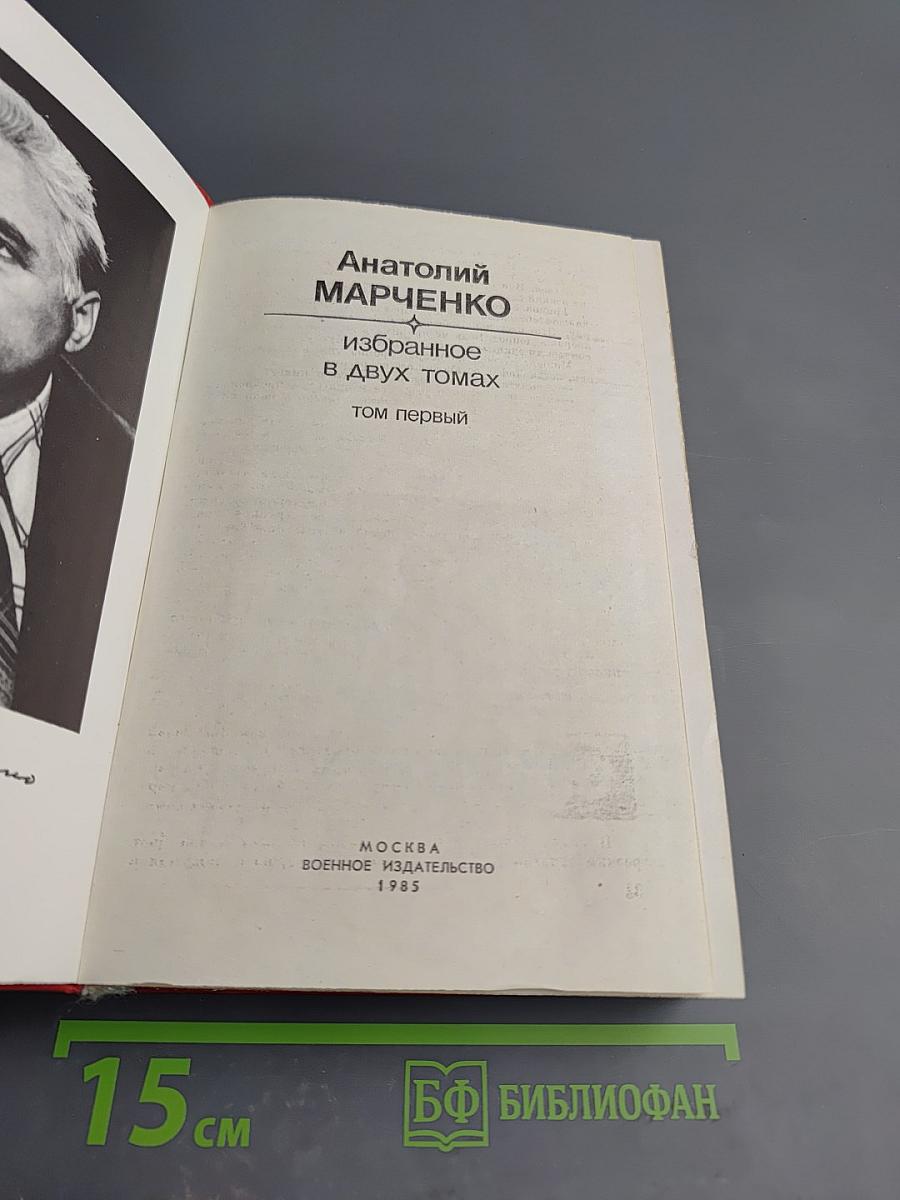 Анатолий
МАРЧЕНКО
избранное
в двух томах
том первый
МОСКВА
ВОЕННОЕ ИЗДАТЕЛЬСТВО
1985
15 см
БФ БИБЛИОФАН